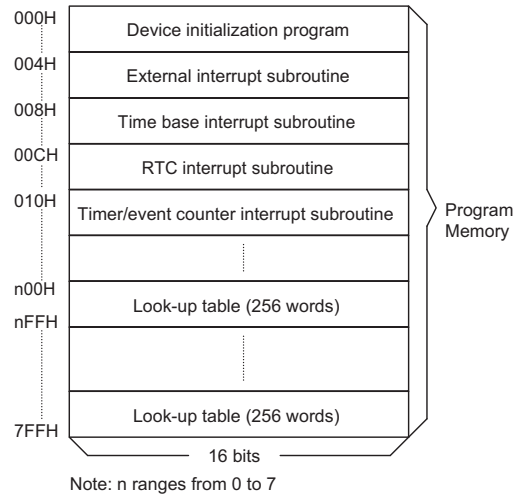 000H
Device initialization program
004H
External interrupt subroutine
008H
Time base interrupt subroutine
00CH
RTC interrupt subroutine
010H
Timer/event counter interrupt subroutine
Program
Memory
n00H
Look-up table (256 words)
nFFH
Look-up table (256 words)
7FFH
16 bits
Note: n ranges from 0 to 7